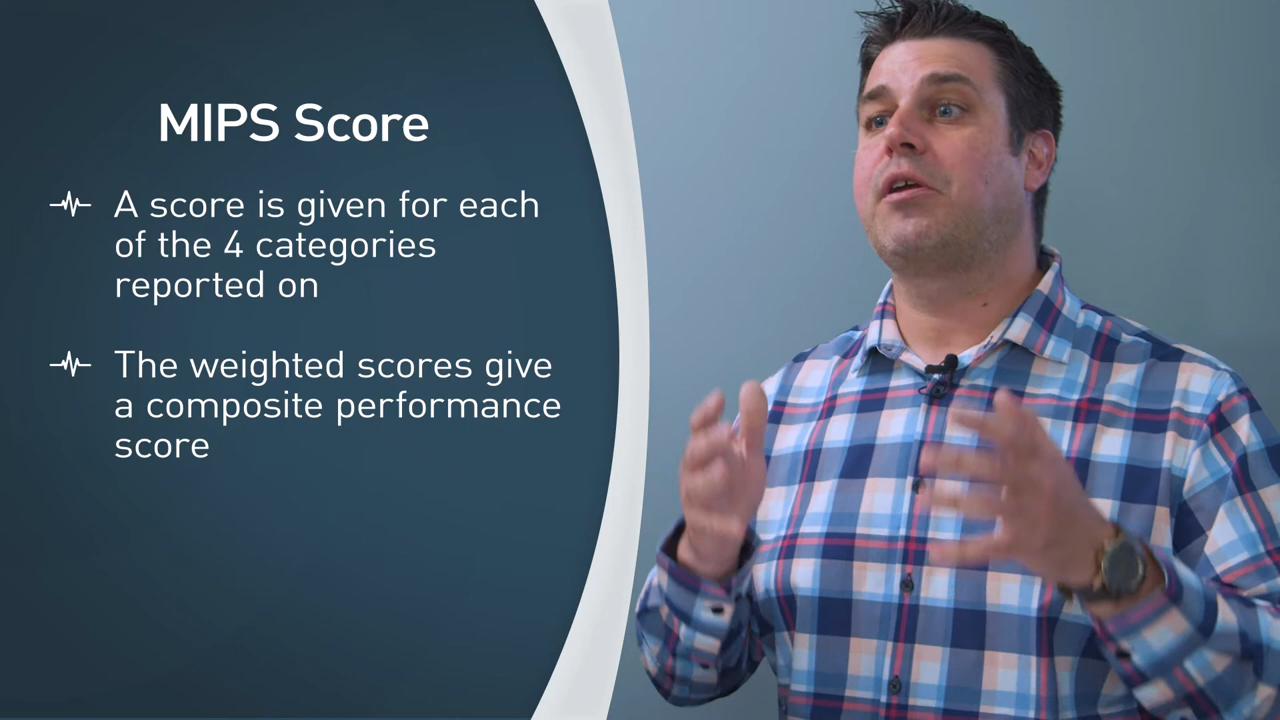 MIPS Score
A score is given for each
of the 4 categories
reported on
The weighted scores give
a composite performance
score